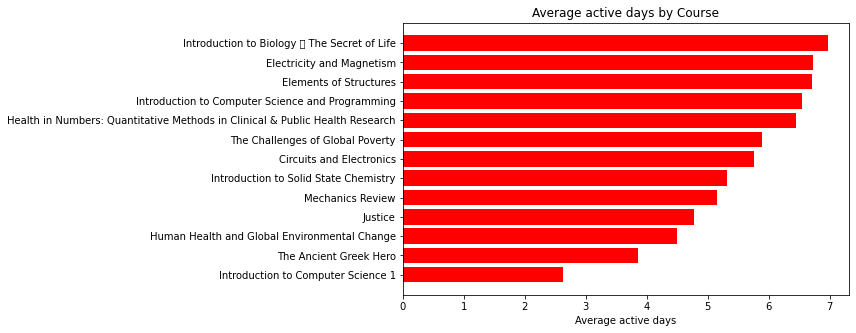 Average active days by Course
Introduction to Biology  The Secret of Life
Electricity and Magnetism
Elements of Structures
Introduction to Computer Science and Programming
Health in Numbers: Quantitative Methods in Clinical & Public Health Research
The Challenges of Global Poverty
Circuits and Electronics
Introduction to Solid State Chemistry
Mechanics Review
Justice
Human Health and Global Environmental Change
The Ancient Greek Hero
Introduction to Computer Science 1
0 1 2 3 4 5 6 7
Average active days